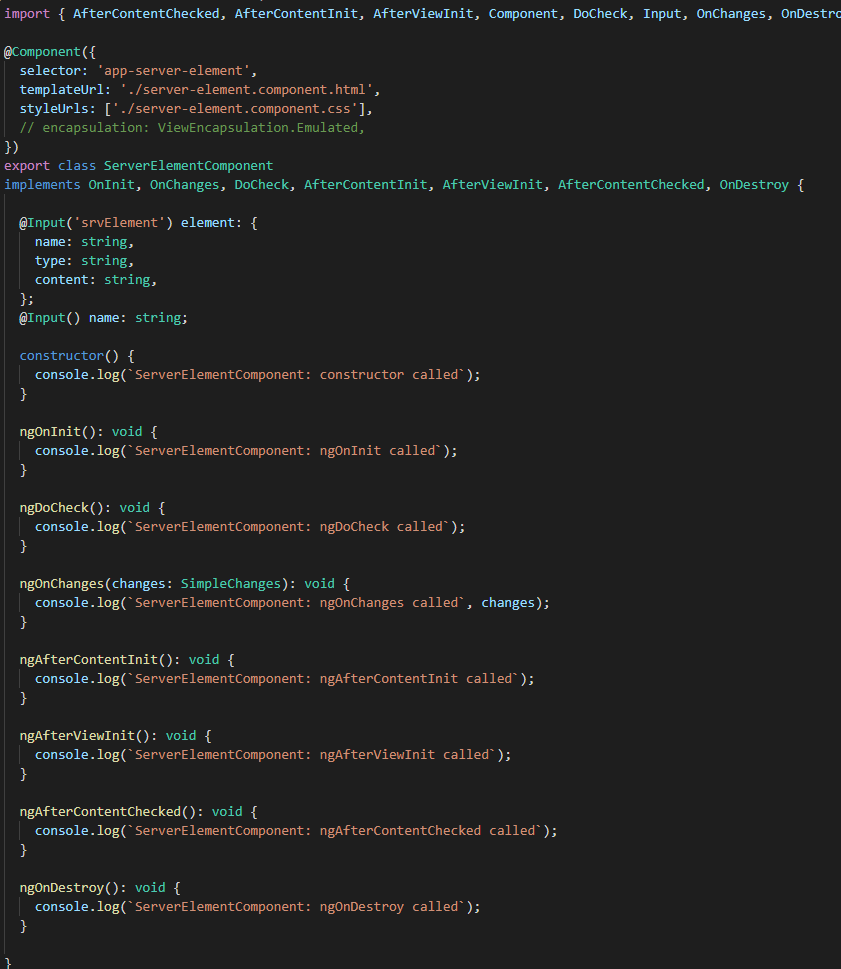 import { AfterContentChecked, AfterContentInit, AfterViewInit, Component, DoCheck, Input, OnChanges, OnDestro
@Component({
  selector: 'app-server-element',
  templateUrl: './server-element.component.html',
  styleUrls: ['./server-element.component.css'],
  // encapsulation: ViewEncapsulation.Emulated,
})
export class ServerElementComponent
implements OnInit, OnChanges, DoCheck, AfterContentInit, AfterViewInit, AfterContentChecked, OnDestroy {
  @Input('srvElement') element: {
    name: string,
    type: string,
    content: string,
  };
  @Input() name: string;
  constructor() {
    console.log(`ServerElementComponent: constructor called`);
  }
  ngOnInit(): void {
    console.log(`ServerElementComponent: ngOnInit called`);
  }
  ngDoCheck(): void {
    console.log(`ServerElementComponent: ngDoCheck called`);
  }
  ngOnChanges(changes: SimpleChanges): void {
    console.log(`ServerElementComponent: ngOnChanges called`, changes);
  }
  ngAfterContentInit(): void {
    console.log(`ServerElementComponent: ngAfterContentInit called`);
  }
  ngAfterViewInit(): void {
    console.log(`ServerElementComponent: ngAfterViewInit called`);
  }
  ngAfterContentChecked(): void {
    console.log(`ServerElementComponent: ngAfterContentChecked called`);
  }
  ngOnDestroy(): void {
    console.log(`ServerElementComponent: ngOnDestroy called`);
  }
}